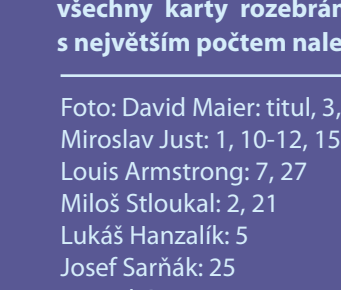 všechny karty rozebrán
s největším počtem nale
Foto: David Maier: titul, 3,
Miroslav Just: 1, 10-12, 15
Louis Armstrong: 7, 27
Miloš Stloukal: 2, 21
Lukáš Hanzalík: 5
Josef Sarňák: 25